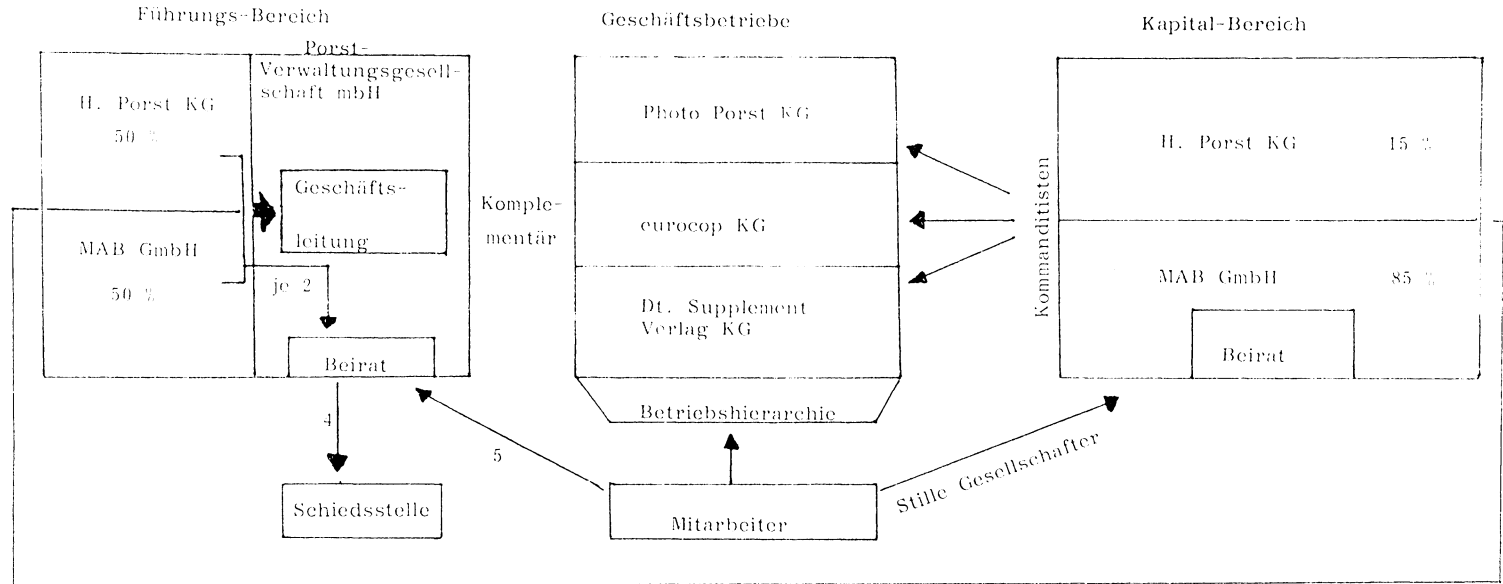 Führungs-Bereich
Geschäftsbetriebe
Kapital-Bereich
Porst-
Verwaltungsgesell-
schaft mbH
H. Porst KG
50 %
Geschäfts-
leitung
MAB GmbH
50 %
je 2
Beirat
4
Schiedsstelle
Komple-
mentär
Photo Porst KG
eurocop KG
Dt. Supplement
Verlag KG
Betriebshierarchie
5
Mitarbeiter
Stille Gesellschafter
Kommanditisten
H. Porst KG 15 %
MAB GmbH 85 %
Beirat